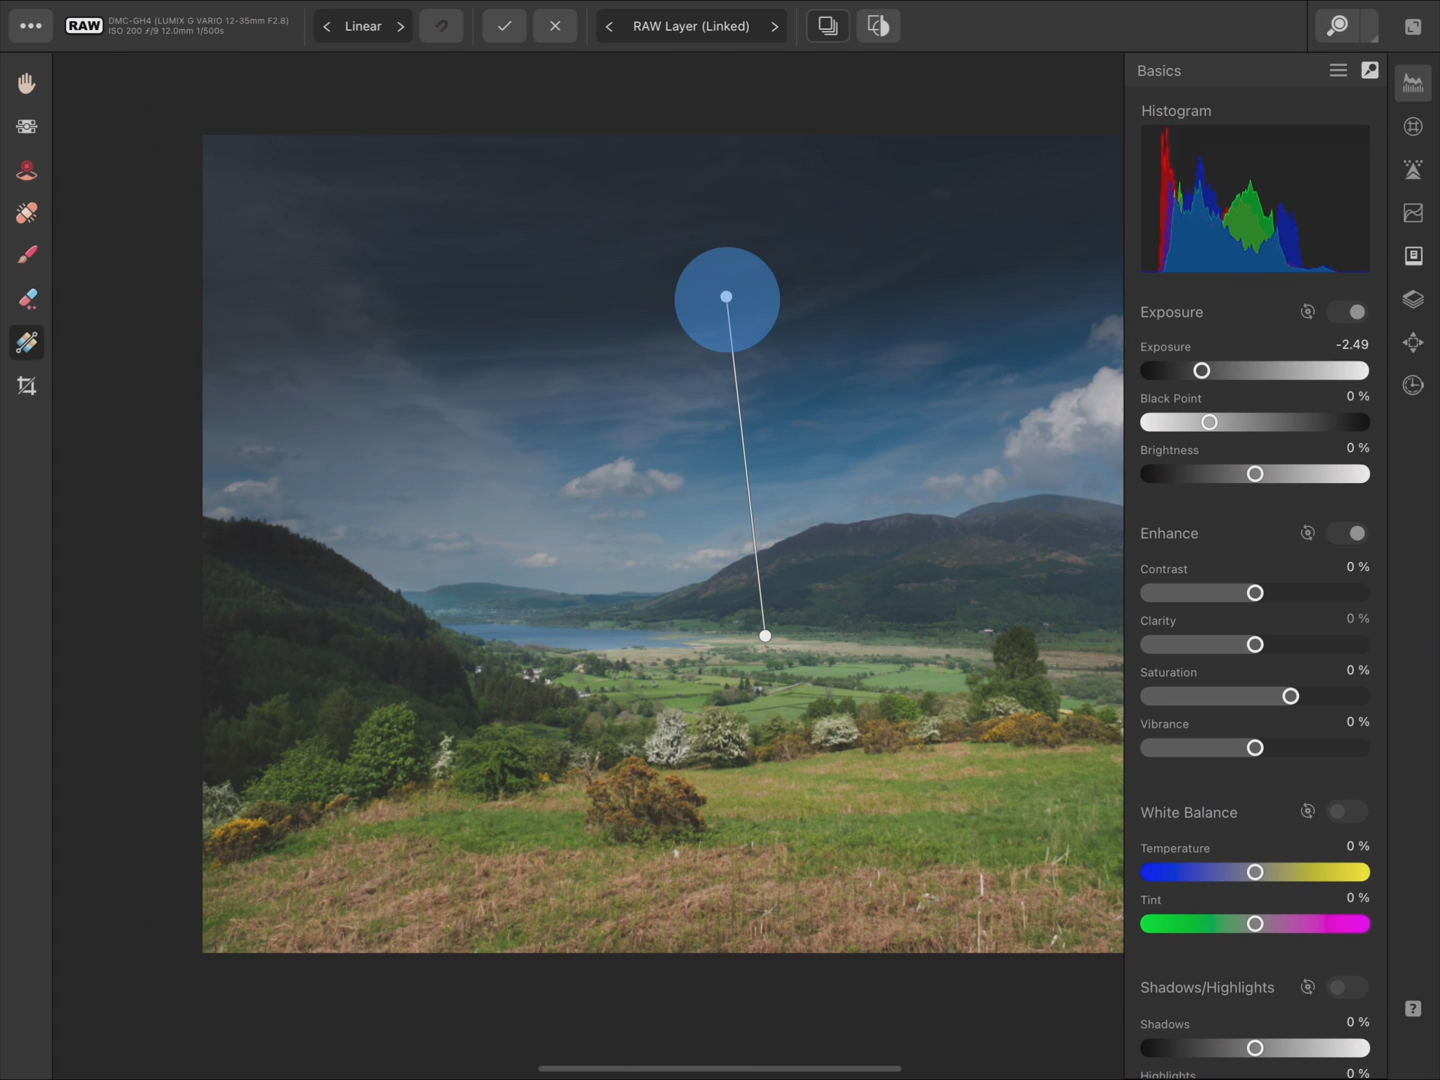 RAW
DMC-GH4 (LUMIX G VARIO 12-35mm F2.8)
ISO 200 ƒ/9 12.0mm 1/500s
Linear
RAW Layer (Linked)
Basics
Histogram
Exposure
Exposure -2.49
Black Point 0 %
Brightness 0 %
Enhance
Contrast 0 %
Clarity 0 %
Saturation 0 %
Vibrance 0 %
White Balance
Temperature 0 %
Tint 0 %
Shadows/Highlights
Shadows 0 %
Highlights 0 %
?